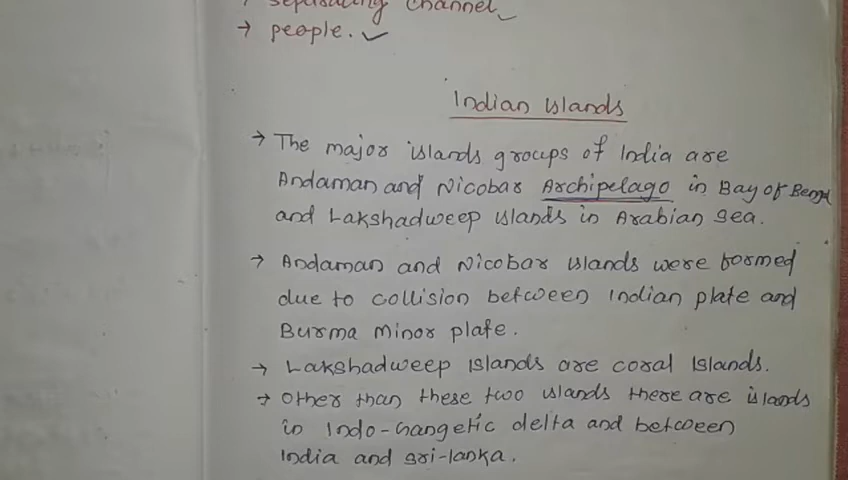 → separating channel
→ people.
Indian islands
→ The major islands groups of India are
Andaman and Nicobar Archipelago in Bay of Bengal
and Lakshadweep islands in Arabian sea.
→ Andaman and Nicobar islands were formed
due to collision between Indian plate and
Burma Minor plate.
→ Lakshadweep islands are coral islands.
→ other than these two islands there are islands
in Indo-Gangetic delta and between
India and sri-lanka.